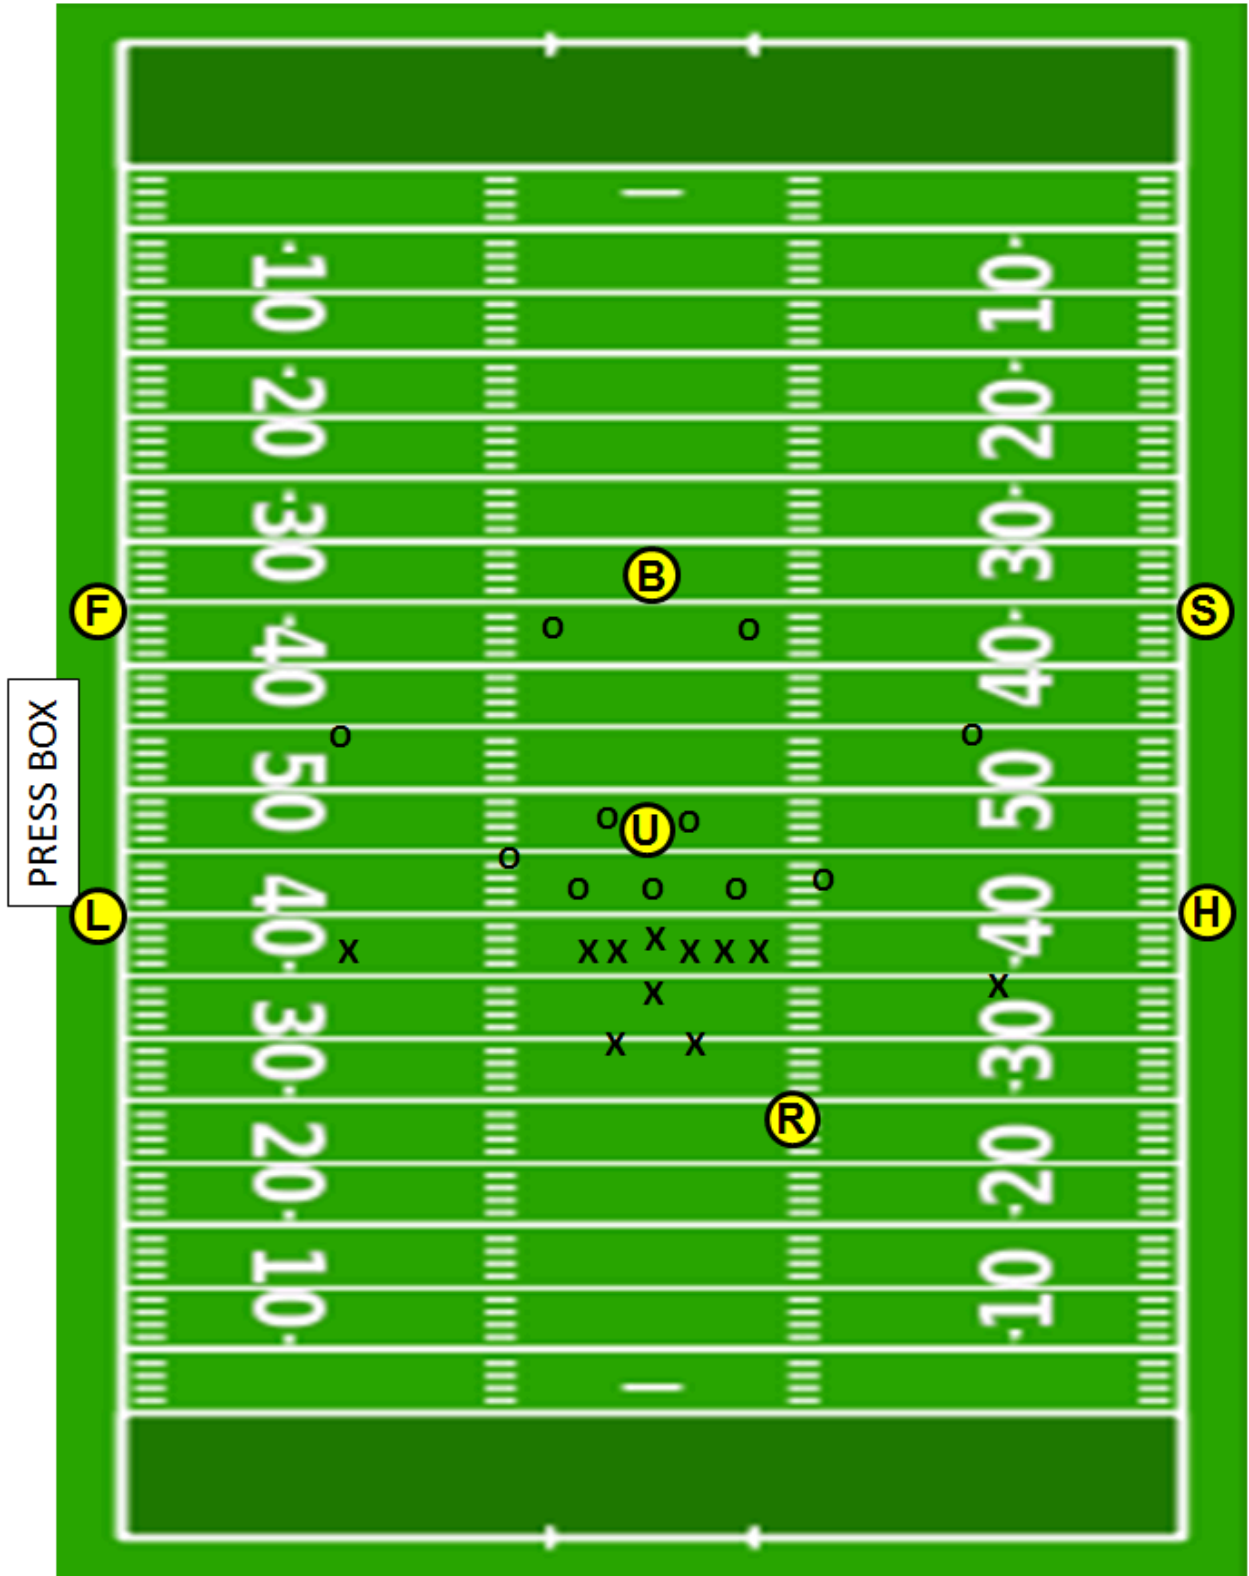 10 10
20 20
30 B 30
F S
O O
40 40
O O
PRESS BOX
50 50
O U O
O
O O O O
L 40 40 H
X X X X X X X
X X
30 30
X X
R
20 20
10 10